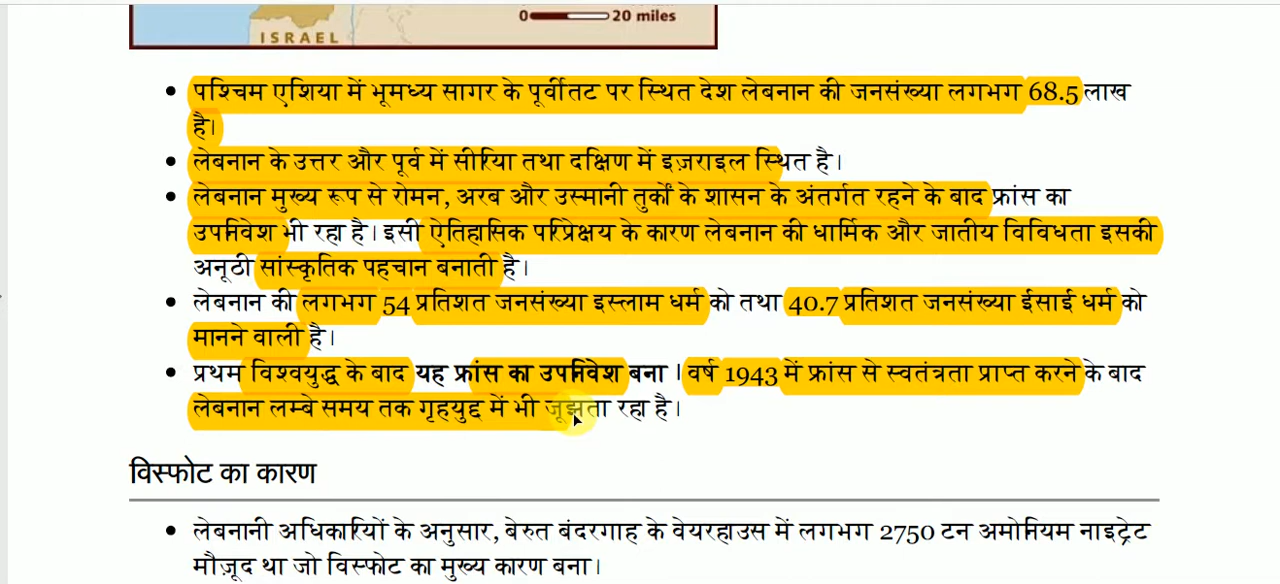 0 20 miles
ISRAEL
• पश्चिम एशिया में भूमध्य सागर के पूर्वीतट पर स्थित देश लेबनान की जनसंख्या लगभग 68.5 लाख
है।
• लेबनान के उत्तर और पूर्व में सीरिया तथा दक्षिण में इज़राइल स्थित है।
• लेबनान मुख्य रूप से रोमन, अरब और उस्मानी तुर्कों के शासन के अंतर्गत रहने के बाद फ्रांस का
उपनिवेश भी रहा है। इसी ऐतिहासिक परिप्रेक्षय के कारण लेबनान की धार्मिक और जातीय विविधता इसकी
अनूठी सांस्कृतिक पहचान बनाती है।
• लेबनान की लगभग 54 प्रतिशत जनसंख्या इस्लाम धर्म को तथा 40.7 प्रतिशत जनसंख्या ईसाई धर्म को
मानने वाली है।
• प्रथम विश्वयुद्ध के बाद यह फ्रांस का उपनिवेश बना । वर्ष 1943 में फ्रांस से स्वतंत्रता प्राप्त करने के बाद
लेबनान लम्बे समय तक गृहयुद्द में भी जूझता रहा है।
विस्फोट का कारण
• लेबनानी अधिकारियों के अनुसार, बेरुत बंदरगाह के वेयरहाउस में लगभग 2750 टन अमोनियम नाइट्रेट
मौज़ूद था जो विस्फोट का मुख्य कारण बना।